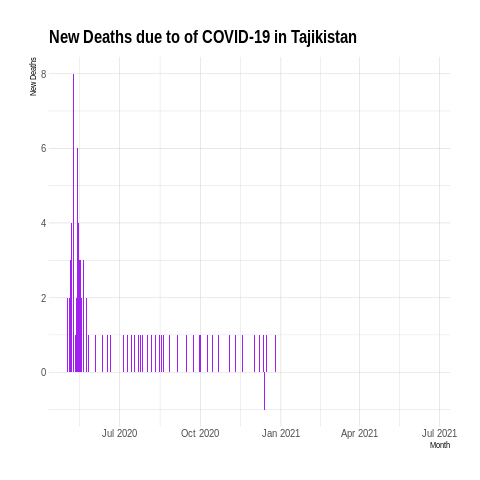 New Deaths due to of COVID-19 in Tajikistan
New Deaths
8
6
4
2
0
Jul 2020 Oct 2020 Jan 2021 Apr 2021 Jul 2021
Month